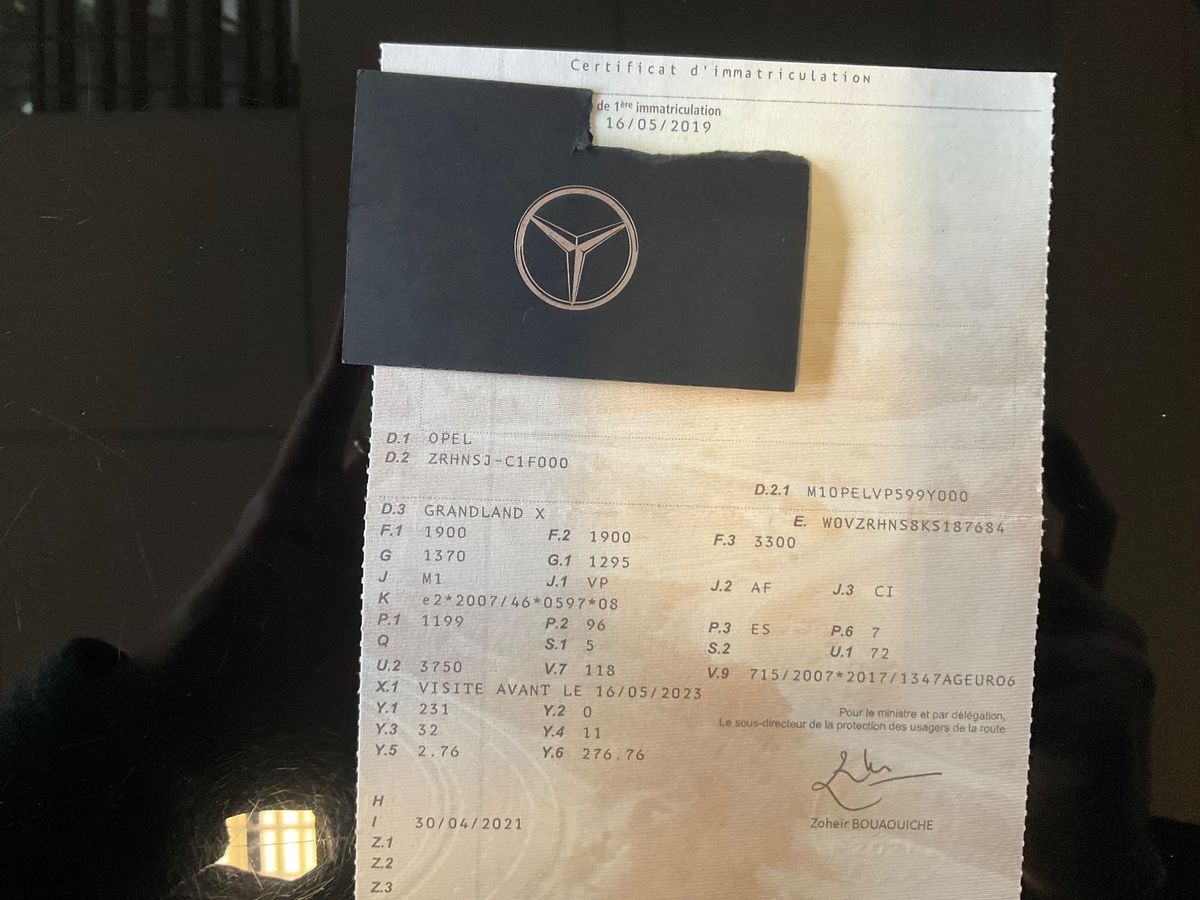 Certificat d'immatriculation
de 1ère immatriculation
16/05/2019
D.1 OPEL
D.2 ZRHNSJ-C1F000
D.2.1 M10PELVP599Y000
D.3 GRANDLAND X
E. W0VZRHNS8KS187684
F.1 1900 F.2 1900 F.3 3300
G 1370 G.1 1295
J M1 J.1 VP J.2 AF J.3 CI
K e2*2007/46*0597*08
P.1 1199 P.2 96 P.3 ES P.6 7
Q S.1 5 S.2 U.1 72
U.2 3750 V.7 118 V.9 715/2007*2017/1347AGEURO6
X.1 VISITE AVANT LE 16/05/2023
Y.1 231 Y.2 0
Y.3 32 Y.4 11
Y.5 2.76 Y.6 276.76
Pour le ministre et par délégation,
Le sous-directeur de la protection des usagers de la route
Zoheir BOUAOUICHE
H
I 30/04/2021
Z.1
Z.2
Z.3